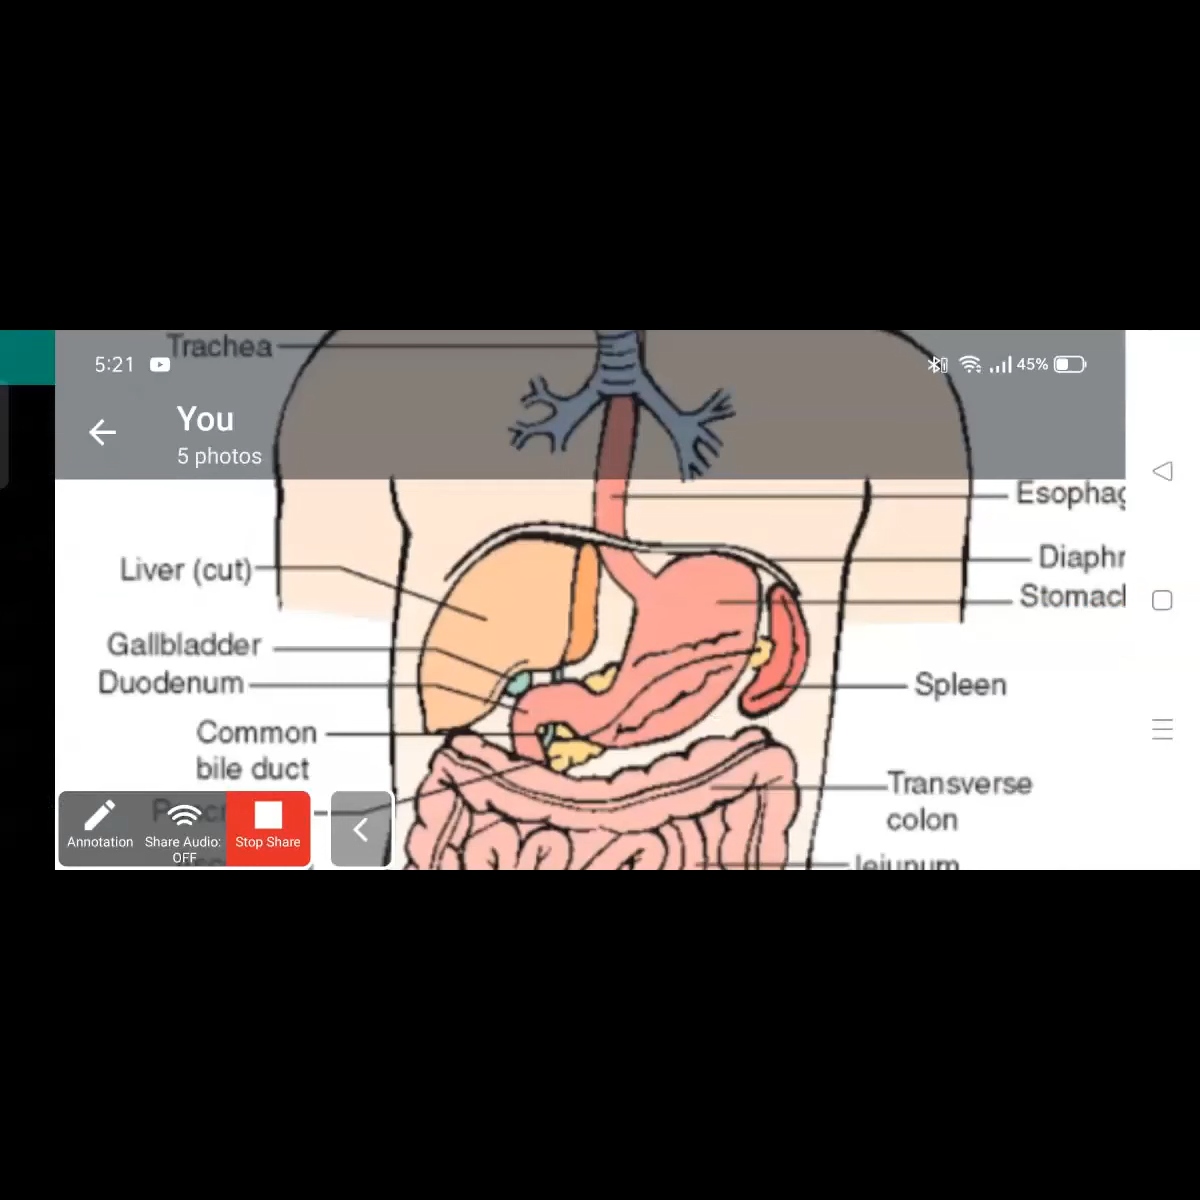 Trachea
5:21
45%
You
5 photos
Esophag
Liver (cut)
Diaphr
Stomacl
Gallbladder
Duodenum
Spleen
Common
bile duct
Transverse
colon
Annotation
Share Audio:
OFF
Stop Share
Jejunum